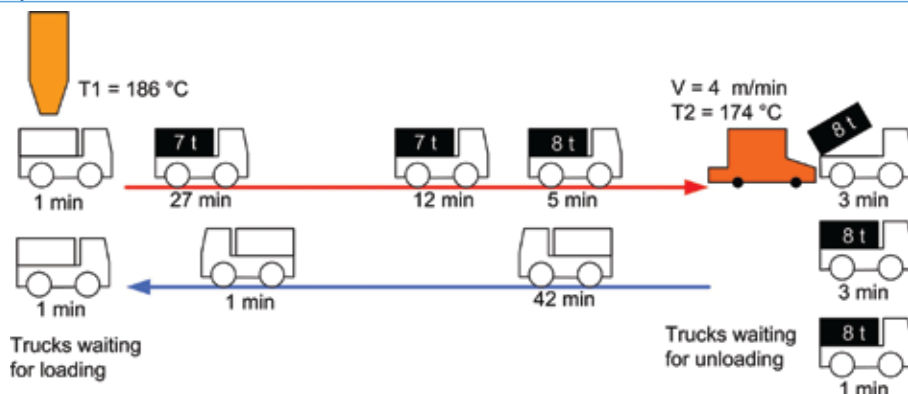 T1 = 186 °C
V = 4 m/min
T2 = 174 °C
7 t
7 t
8 t
8 t
1 min
27 min
12 min
5 min
3 min
8 t
1 min
1 min
42 min
3 min
Trucks waiting
for loading
Trucks waiting
for unloading
8 t
1 min